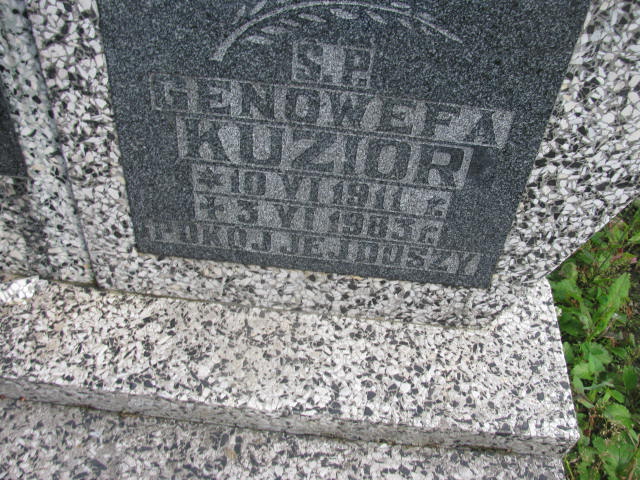 S.P.
GENOWEFA
KUZIOR
* 10 VI 1911 r.
* 3 VI 1983 r.
POKÓJ JEJ DUSZY